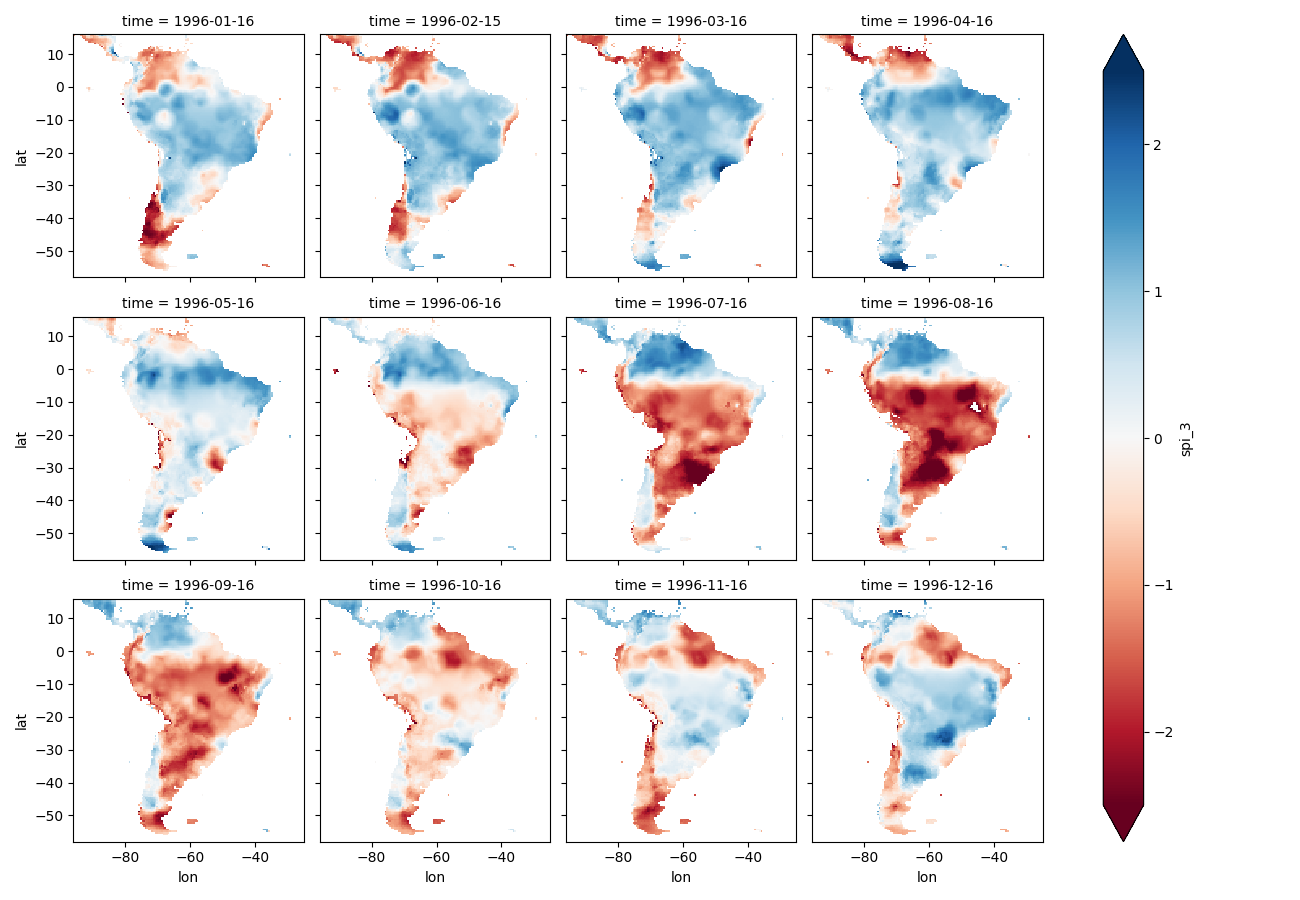 time = 1996-01-16
time = 1996-02-15
time = 1996-03-16
time = 1996-04-16
10
0
−10
−20
−30
−40
−50
lat
time = 1996-05-16
time = 1996-06-16
time = 1996-07-16
time = 1996-08-16
10
0
−10
−20
−30
−40
−50
lat
time = 1996-09-16
time = 1996-10-16
time = 1996-11-16
time = 1996-12-16
10
0
−10
−20
−30
−40
−50
lat
−80
−60
−40
lon
−80
−60
−40
lon
−80
−60
−40
lon
−80
−60
−40
lon
2
1
0
−1
−2
spi_3